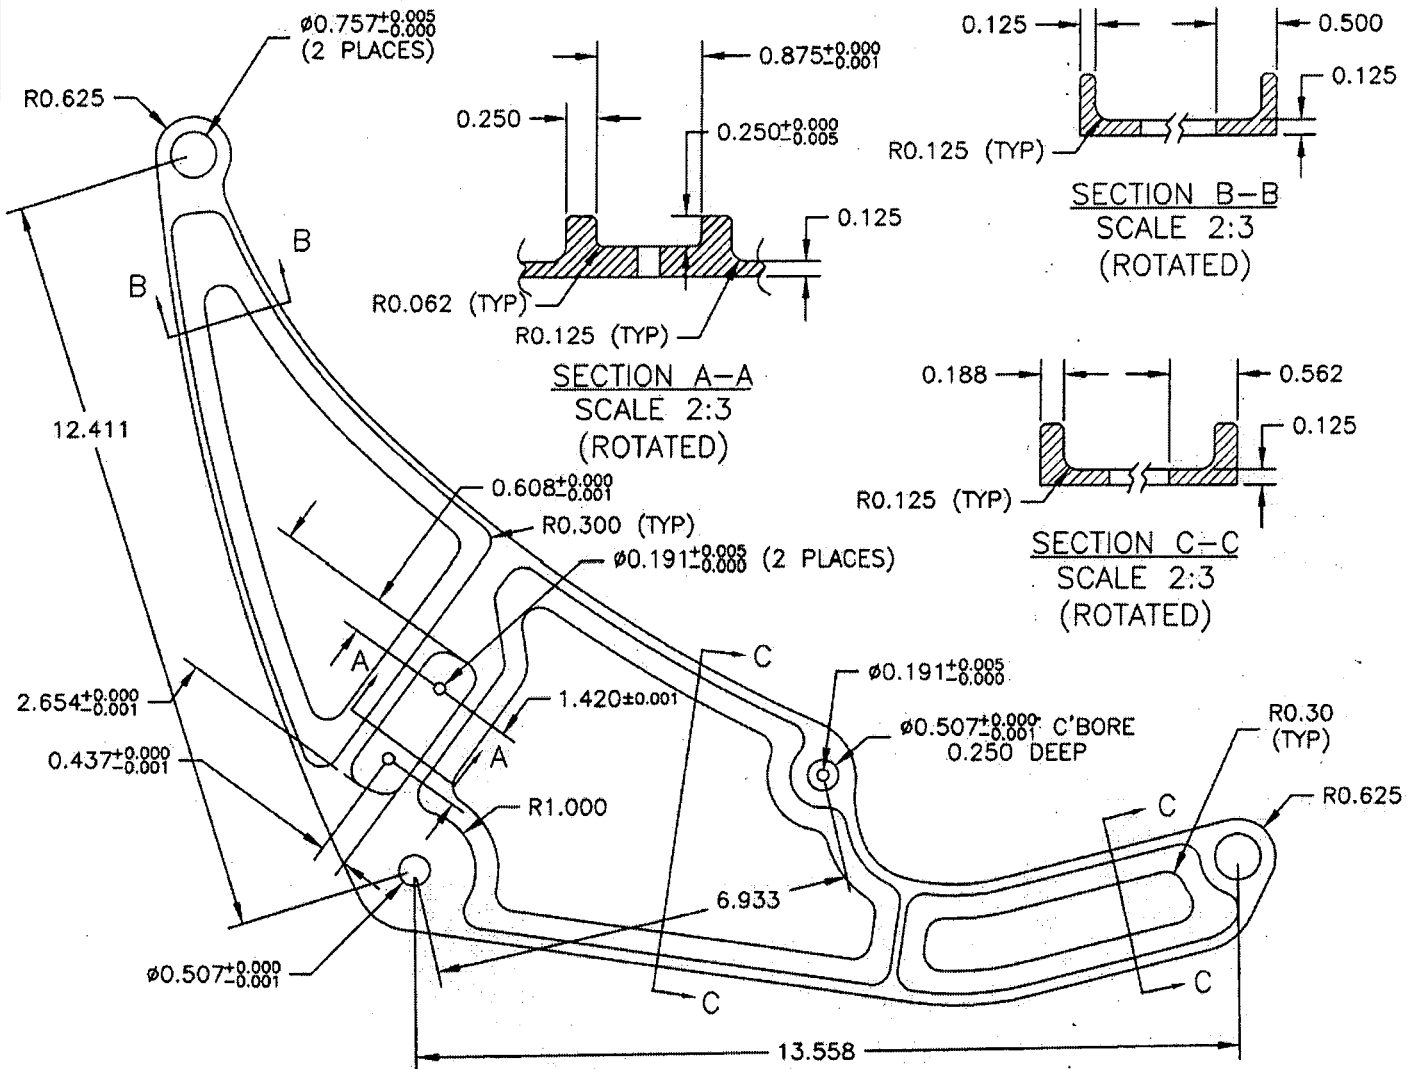 ø0.757+0.005
-0.000
(2 PLACES)
R0.625
0.875+0.000
-0.001
0.250
0.250+0.000
-0.005
0.125
R0.062 (TYP)
R0.125 (TYP)
SECTION A-A
SCALE 2:3
(ROTATED)
0.125
0.500
0.125
R0.125 (TYP)
SECTION B-B
SCALE 2:3
(ROTATED)
0.188
0.562
0.125
R0.125 (TYP)
SECTION C-C
SCALE 2:3
(ROTATED)
B
B
12.411
0.608+0.000
-0.001
R0.300 (TYP)
ø0.191+0.005
-0.000 (2 PLACES)
A
A
C
C
2.654+0.000
-0.001
1.420±0.001
0.437+0.000
-0.001
R1.000
ø0.191+0.005
-0.000
ø0.507+0.000
-0.001 C'BORE
0.250 DEEP
R0.30
(TYP)
R0.625
C
C
6.933
ø0.507+0.000
-0.001
13.558